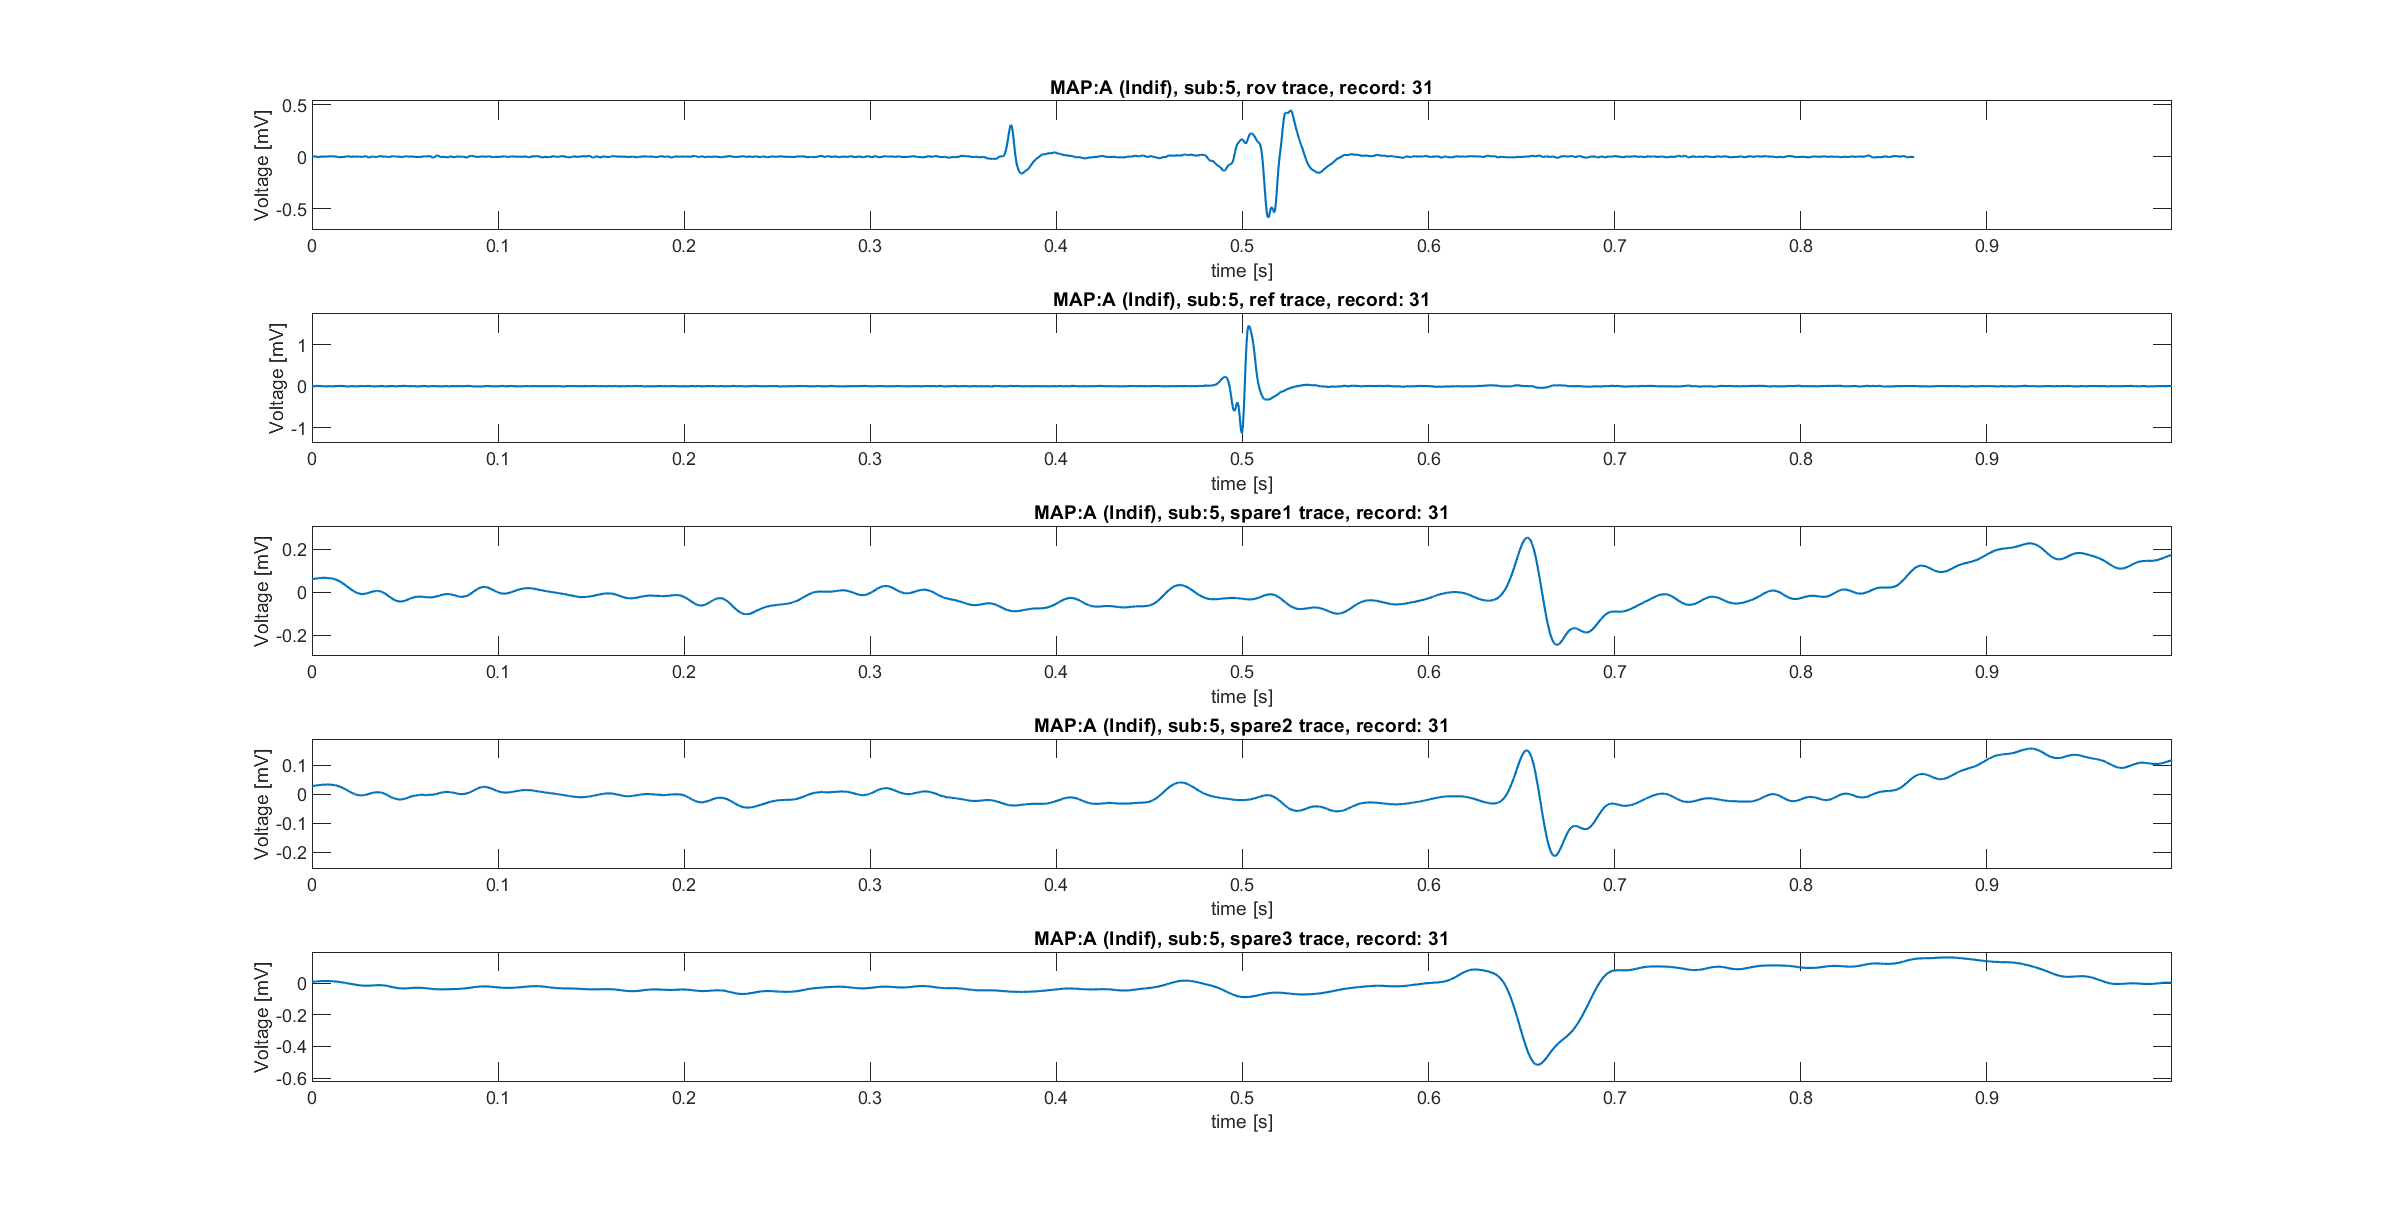 MAP:A (Indif), sub:5, rov trace, record: 31
Voltage [mV]
0.5
0
-0.5
0 0.1 0.2 0.3 0.4 0.5 0.6 0.7 0.8 0.9
time [s]
MAP:A (Indif), sub:5, ref trace, record: 31
Voltage [mV]
1
0
-1
0 0.1 0.2 0.3 0.4 0.5 0.6 0.7 0.8 0.9
time [s]
MAP:A (Indif), sub:5, spare1 trace, record: 31
Voltage [mV]
0.2
0
-0.2
0 0.1 0.2 0.3 0.4 0.5 0.6 0.7 0.8 0.9
time [s]
MAP:A (Indif), sub:5, spare2 trace, record: 31
Voltage [mV]
0.1
0
-0.1
-0.2
0 0.1 0.2 0.3 0.4 0.5 0.6 0.7 0.8 0.9
time [s]
MAP:A (Indif), sub:5, spare3 trace, record: 31
Voltage [mV]
0
-0.2
-0.4
-0.6
0 0.1 0.2 0.3 0.4 0.5 0.6 0.7 0.8 0.9
time [s]